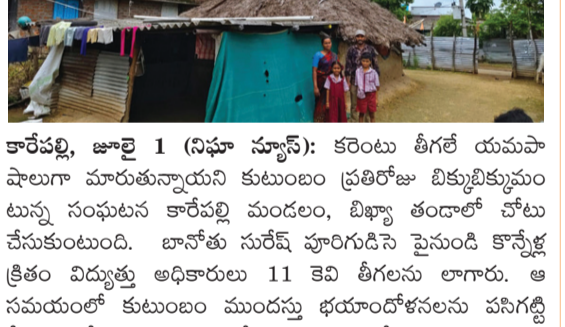 కారేపల్లి, జూలై 1 (నిఘా న్యూస్): కరెంటు తీగలే యమపా
షాలుగా మారుతున్నాయని కుటుంబం ప్రతిరోజు బిక్కుబిక్కుమం
టున్న సంఘటన కారేపల్లి మండలం, బిఖ్యా తండాలో చోటు
చేసుకుంటుంది. బానోతు సురేష్ పూరిగుడిసె పైనుండి కొన్నేళ్ల
క్రితం విద్యుత్తు అధికారులు 11 కెవి తీగలను లాగారు. ఆ
సమయంలో కుటుంబం ముందస్తు భయాందోళనలను పసిగట్టి